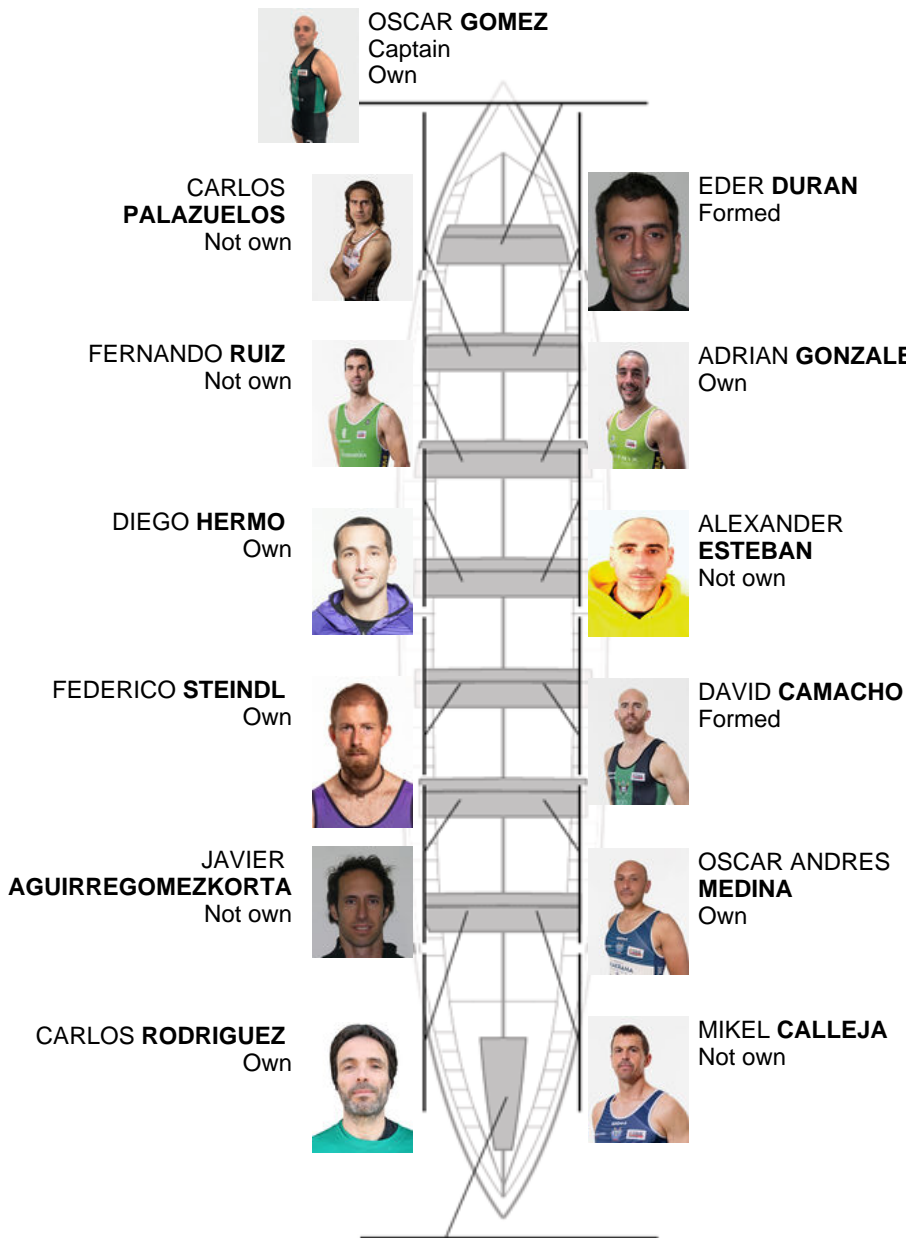 OSCAR GOMEZ
Captain
Own
CARLOS
PALAZUELOS
Not own
EDER DURAN
Formed
FERNANDO RUIZ
Not own
ADRIAN GONZALE
Own
DIEGO HERMO
Own
ALEXANDER
ESTEBAN
Not own
FEDERICO STEINDL
Own
DAVID CAMACHO
Formed
JAVIER
AGUIRREGOMEZKORTA
Not own
OSCAR ANDRES
MEDINA
Own
CARLOS RODRIGUEZ
Own
MIKEL CALLEJA
Not own